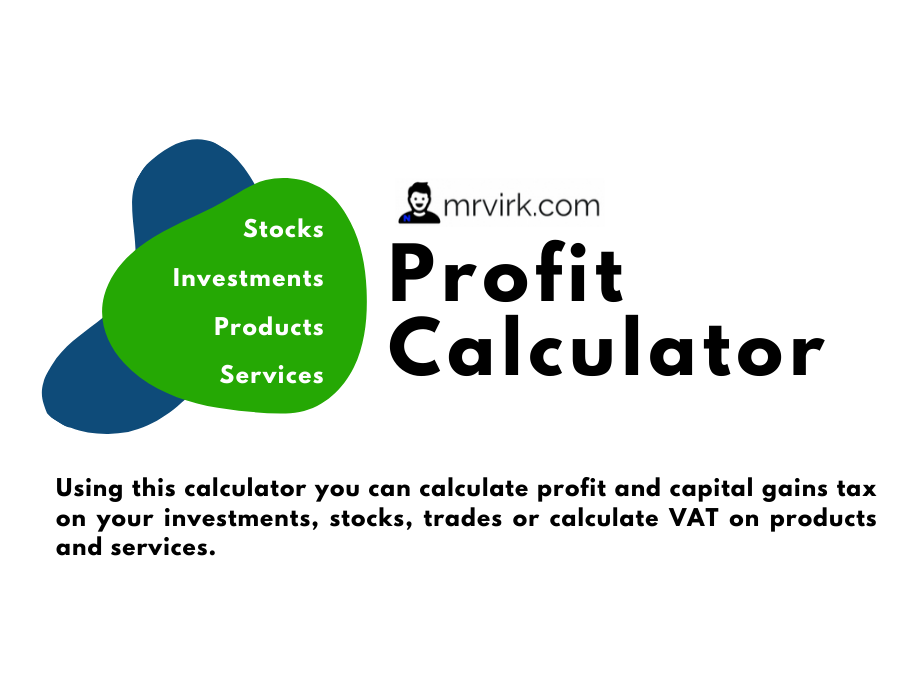 Stocks
Investments
Products
Services
mrvirk.com
Profit
Calculator
Using this calculator you can calculate profit and capital gains tax
on your investments, stocks, trades or calculate VAT on products
and services.